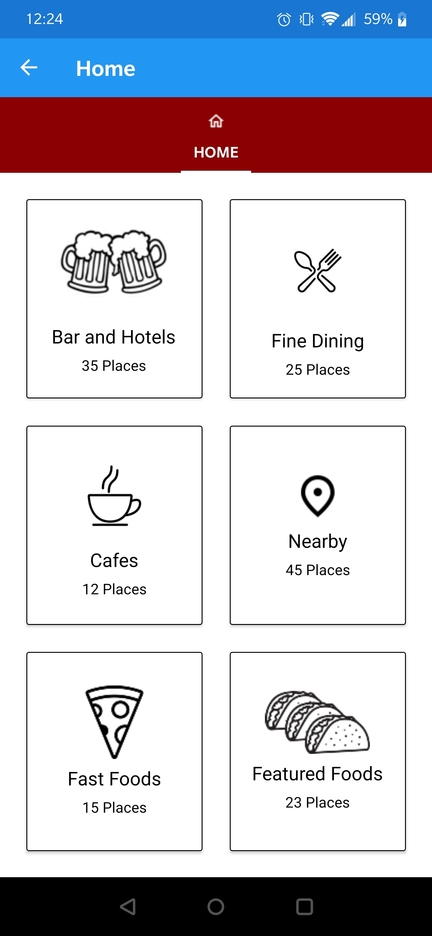 12:24
59%
Home
HOME
Bar and Hotels
35 Places
Fine Dining
25 Places
Cafes
12 Places
Nearby
45 Places
Fast Foods
15 Places
Featured Foods
23 Places